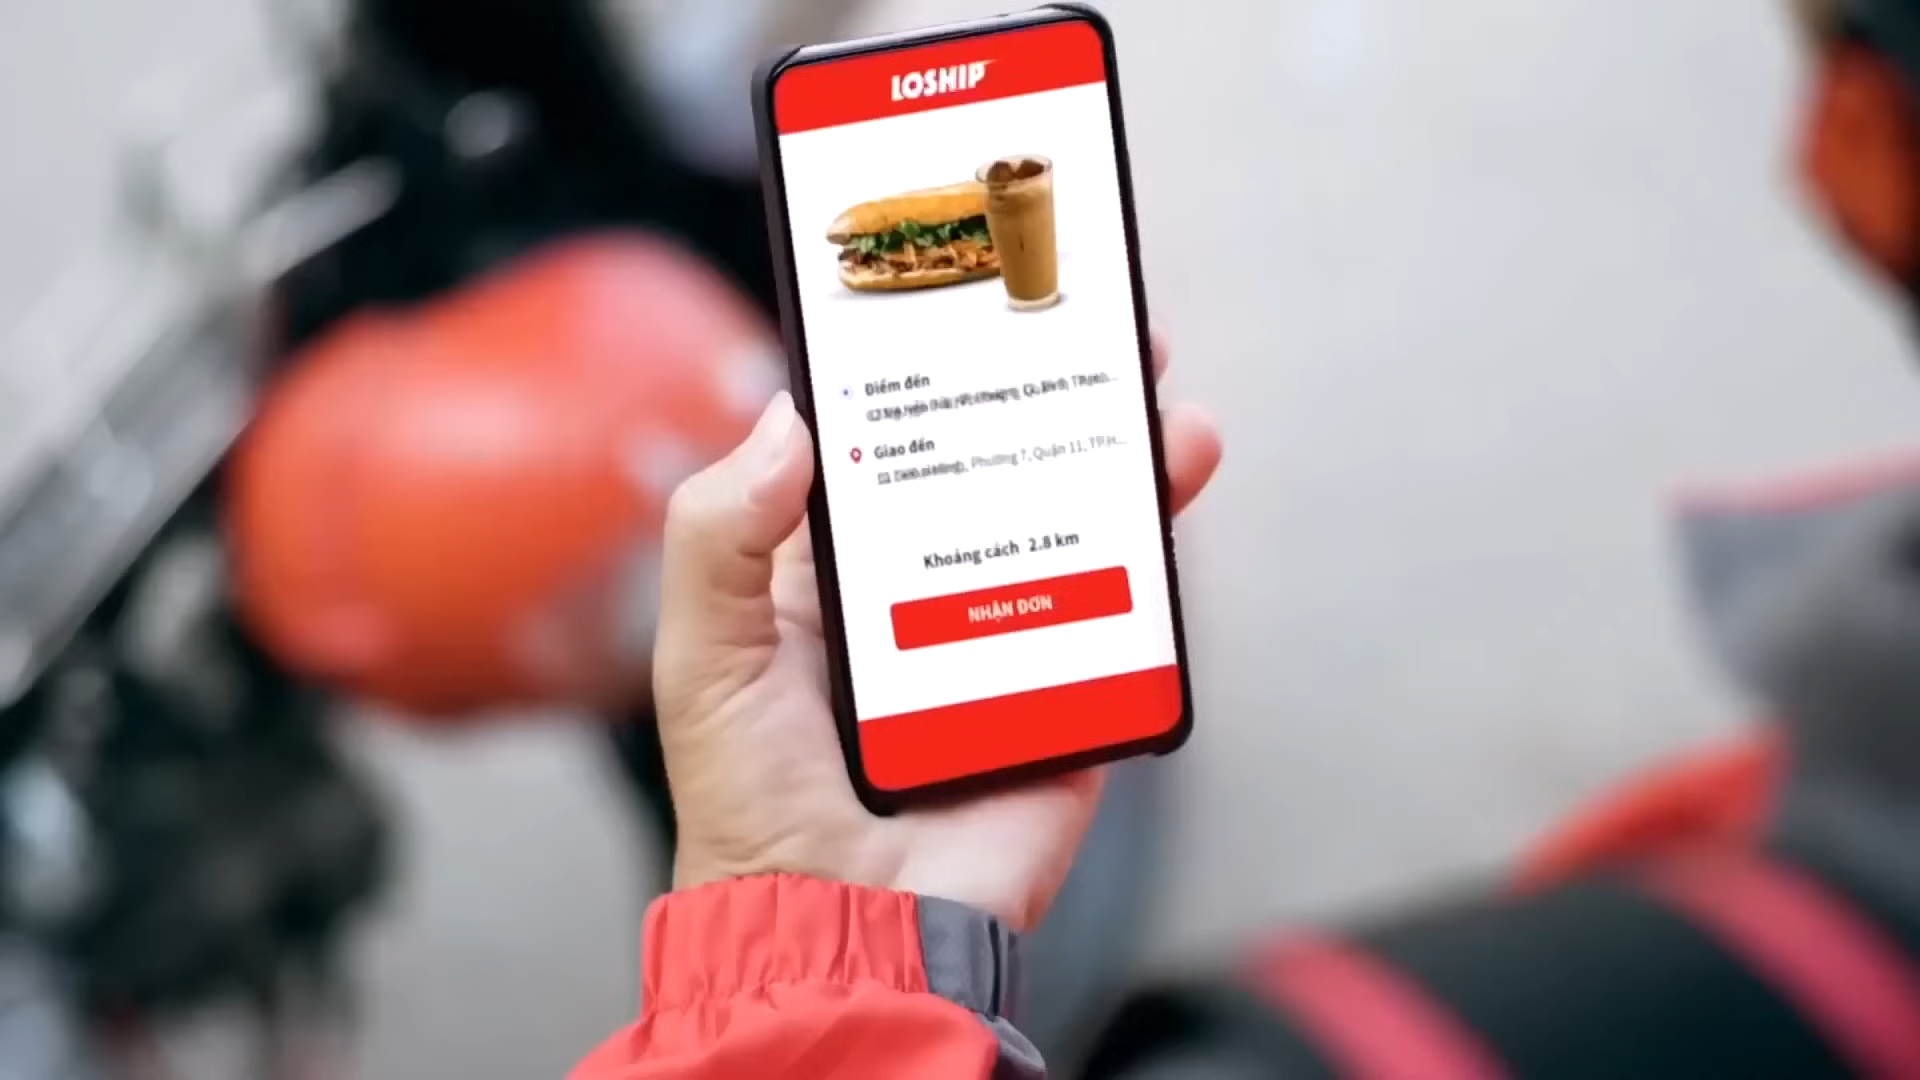 LOSHIP
Điểm đến
Giao đến
Phường 7, Quận 11,
Khoảng cách 2.8 km
NHẬN ĐƠN